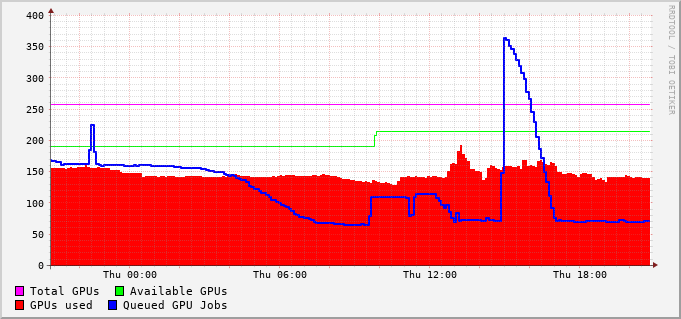 400
350
300
250
200
150
100
50
0
Thu 00:00 Thu 06:00 Thu 12:00 Thu 18:00
Total GPUs Available GPUs
GPUs used Queued GPU Jobs
RRDTOOL / TOBI OETIKER